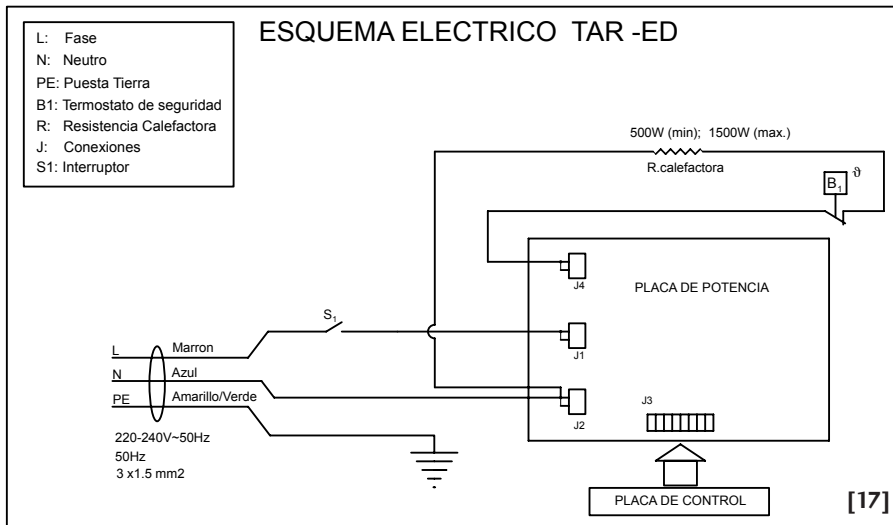 ESQUEMA ELECTRICO TAR -ED
L: Fase
N: Neutro
PE: Puesta Tierra
B1: Termostato de seguridad
R: Resistencia Calefactora
J: Conexiones
S1: Interruptor
500W (min); 1500W (max.)
R.calefactora
B1 ϑ
J4
PLACA DE POTENCIA
S1
J1
L Marron
N Azul
PE Amarillo/Verde
J3
J2
220-240V~50Hz
50Hz
3 x1.5 mm2
PLACA DE CONTROL
[17]